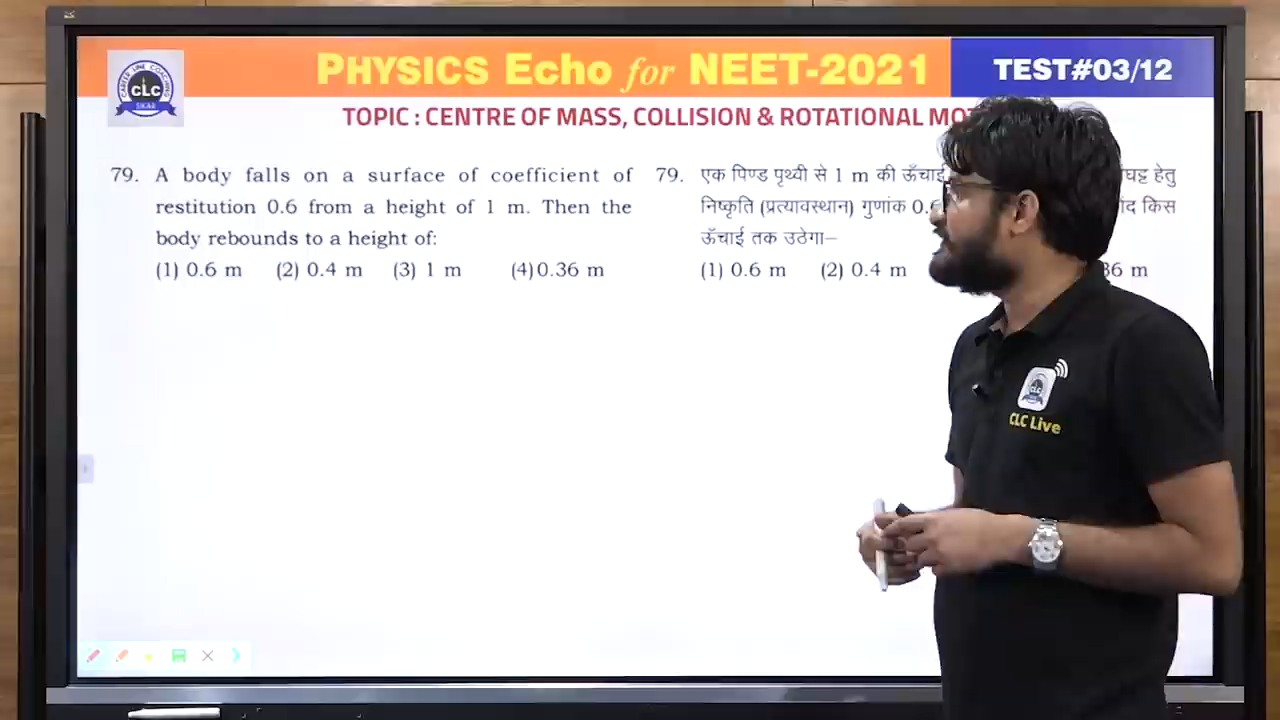 PHYSICS Echo for NEET-2021
TEST#03/12
CLC
SIKAR
TOPIC : CENTRE OF MASS, COLLISION & ROTATIONAL
79. A body falls on a surface of coefficient of
restitution 0.6 from a height of 1 m. Then the
body rebounds to a height of:
(1) 0.6 m (2) 0.4 m (3) 1 m (4) 0.36 m
79. एक पिण्ड पृथ्वी से 1 m की ऊँचाई हेतु
निष्कृति (प्रत्यावस्थान) गुणांक किस
ऊँचाई तक उठेगा–
(1) 0.6 m (2) 0.4 m
CLC
CLC Live